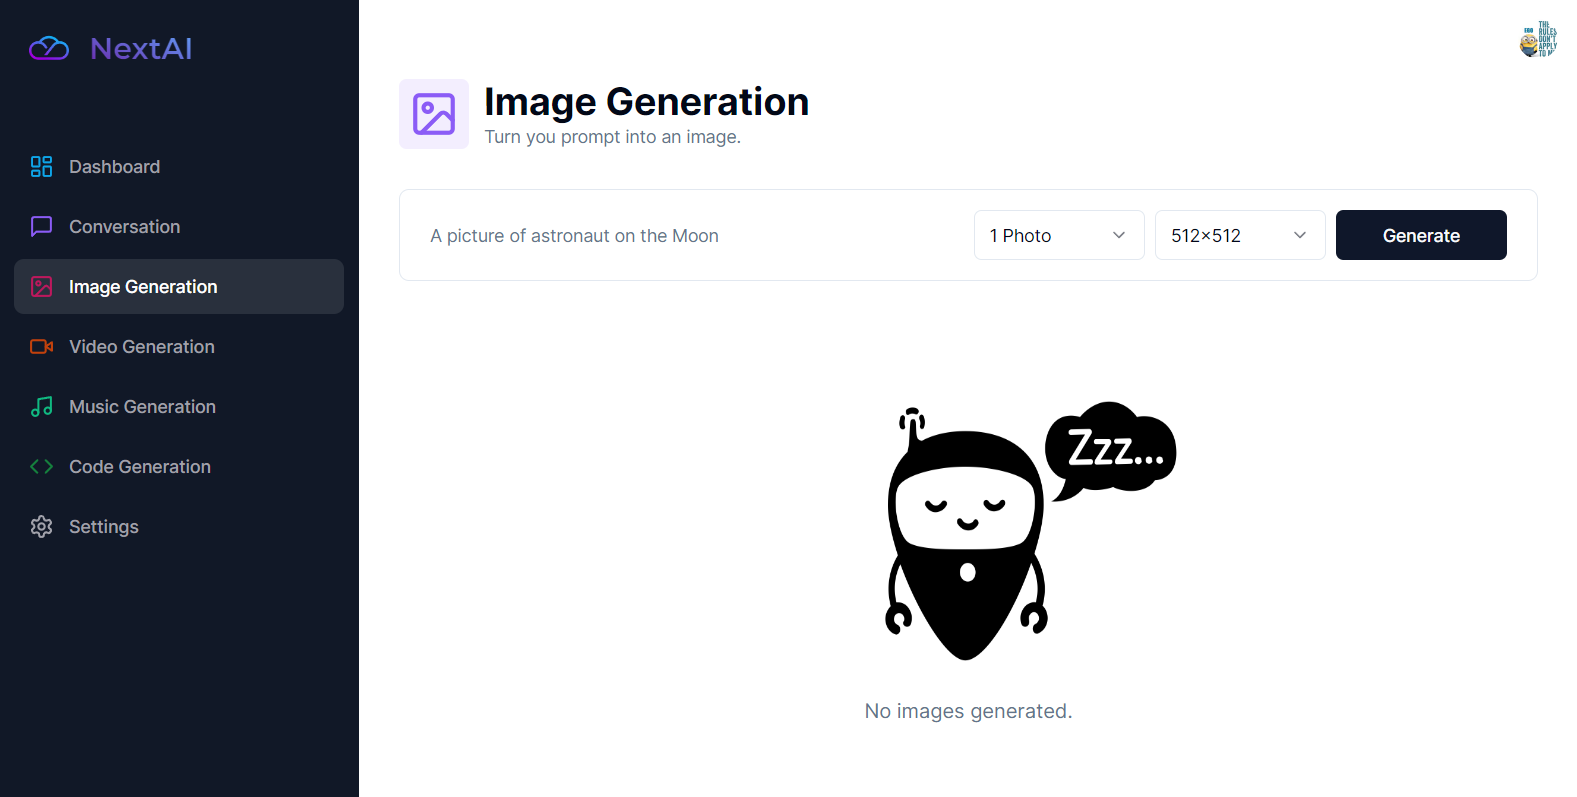 NextAI
Dashboard
Conversation
Image Generation
Video Generation
Music Generation
Code Generation
Settings
THE
RULES
DON'T
APPLY
TO
Image Generation
Turn you prompt into an image.
A picture of astronaut on the Moon
1 Photo
512×512
Generate
Zzz...
No images generated.